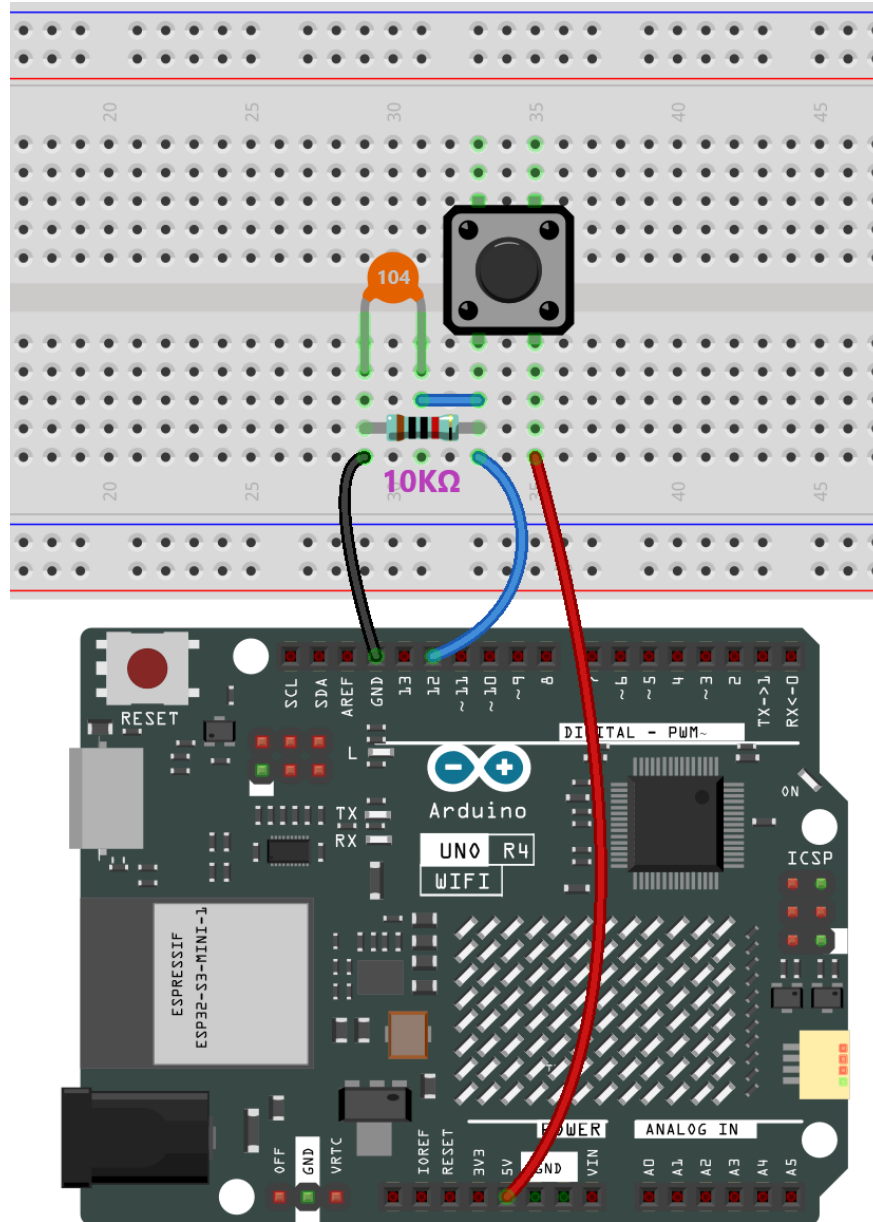 20 25 30 35 40 45
104
10KΩ
20 25 30 35 40 45
RESET
SCL
SDA
AREF
GND
13
12
~11
~10
~9
8
7
~6
~5
4
~3
2
TX->1
RX<-0
DIGITAL - PWM~
L
TX
RX
Arduino
UNO R4
WIFI
ON
ICSP
ESPRESSIF
ESP32-S3-MINI-1
OFF
GND
VRTC
IOREF
RESET
3V3
5V
GND
VIN
POWER
ANALOG IN
A0
A1
A2
A3
A4
A5